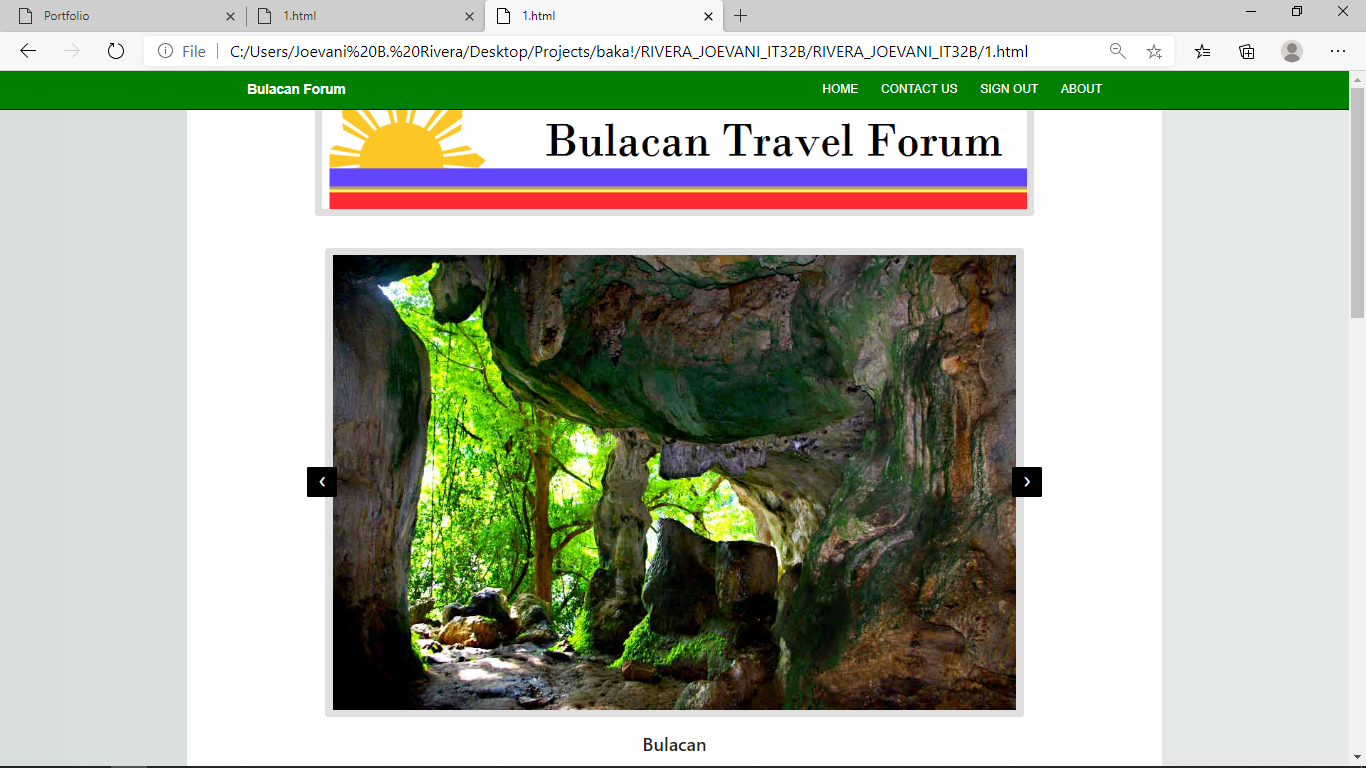 Portfolio
1.html
1.html
File
C:/Users/Joevani%20B.%20Rivera/Desktop/Projects/baka!/RIVERA_JOEVANI_IT32B/RIVERA_JOEVANI_IT32B/1.html
Bulacan Forum
HOME
CONTACT US
SIGN OUT
ABOUT
Bulacan Travel Forum
Bulacan